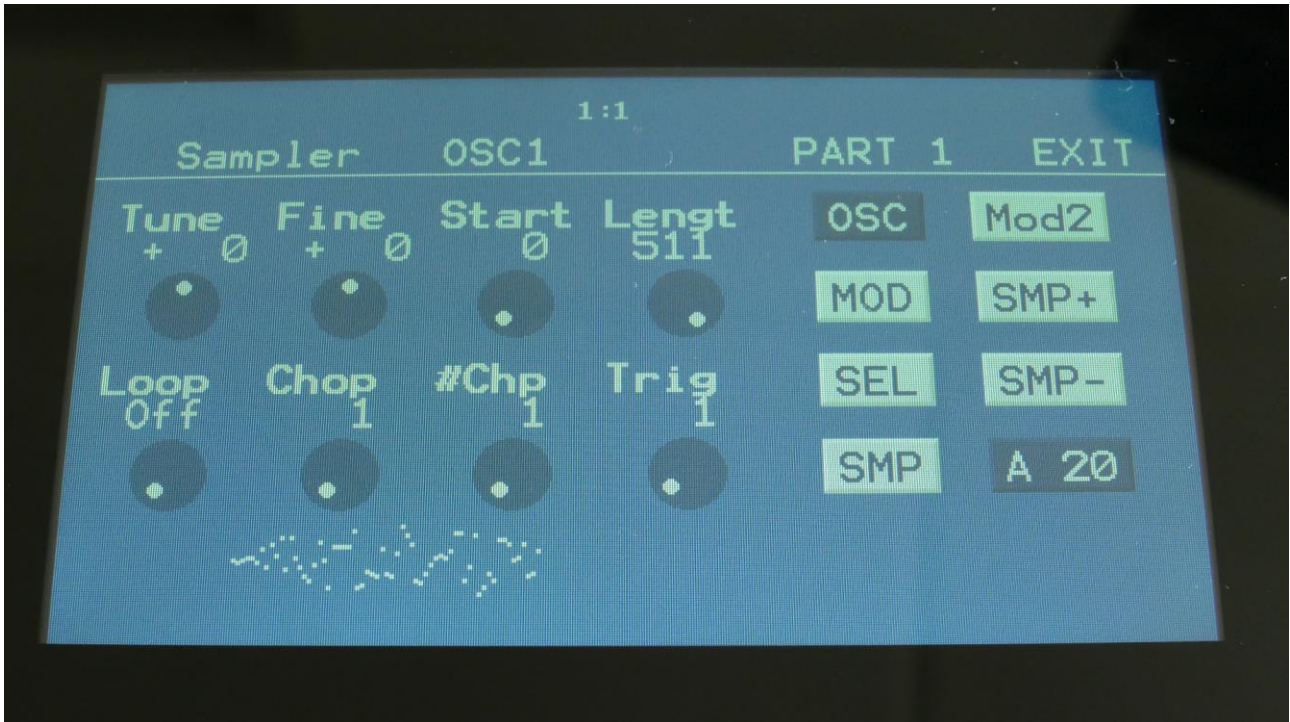 1:1
Sampler OSC1 PART 1 EXIT
Tune Fine Start Lengt OSC Mod2
+ 0 + 0 0 511
MOD SMP+
Loop Chop #Chp Trig SEL SMP-
Off 1 1 1
SMP A 20